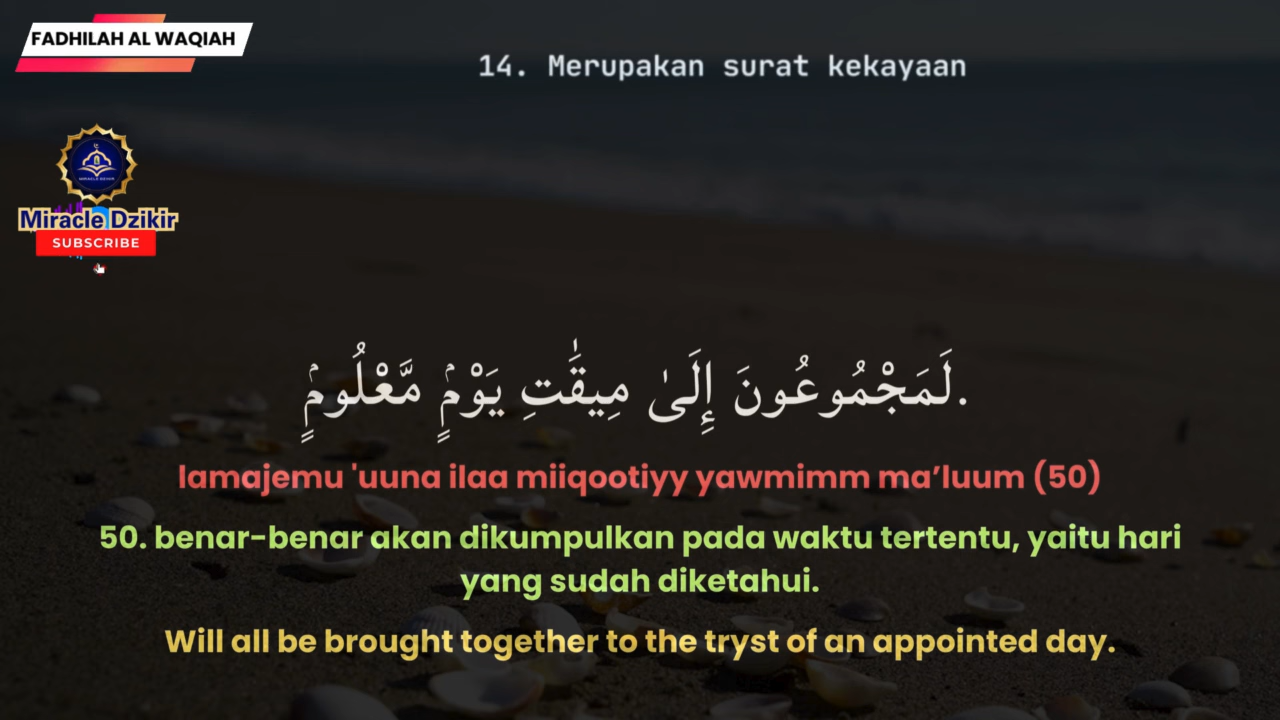 FADHILAH AL WAQIAH
14. Merupakan surat kekayaan
Miracle Dzikir
SUBSCRIBE
لَمَجْمُوعُونَ إِلَىٰ مِيقَٰتِ يَوْمٍۢ مَّعْلُومٍۢ.
lamajemu 'uuna ilaa miiqootiyy yawmimm ma’luum (50)
50. benar-benar akan dikumpulkan pada waktu tertentu, yaitu hari
yang sudah diketahui.
Will all be brought together to the tryst of an appointed day.